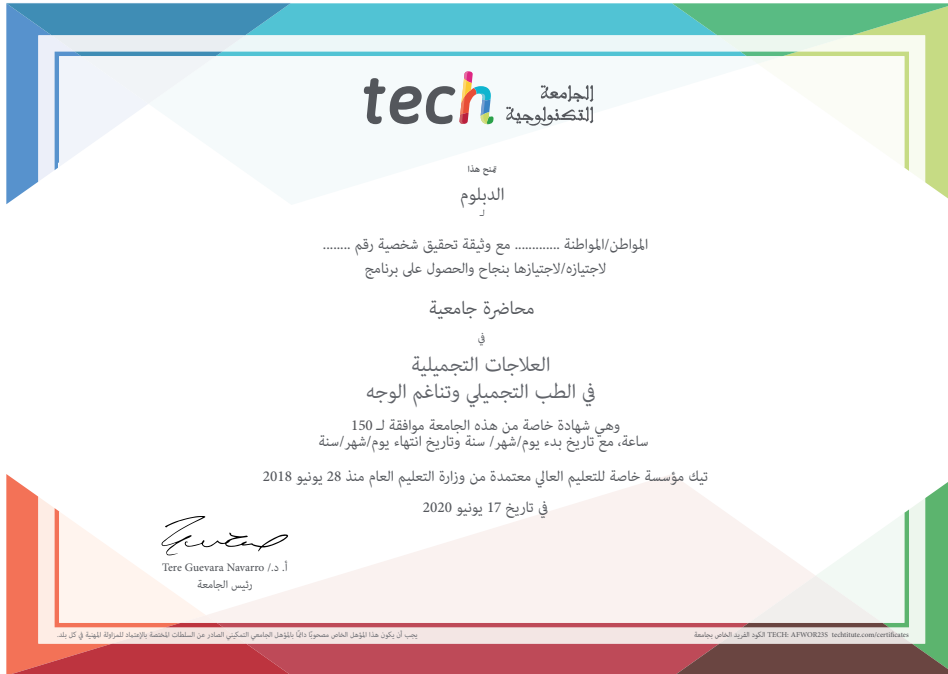 tech الجامعة
التكنولوجية
تمنح هذا
الدبلوم
لـ
المواطن/المواطنة ............. مع وثيقة تحقيق شخصية رقم ........
لاجتيازه/لاجتيازها بنجاح والحصول على برنامج
محاضرة جامعية
في
العلاجات التجميلية
في الطب التجميلي وتناغم الوجه
وهي شهادة خاصة من هذه الجامعة موافقة لـ 150
ساعة، مع تاريخ بدء يوم/شهر/ سنة وتاريخ انتهاء يوم/شهر/سنة
تيك مؤسسة خاصة للتعليم العالي معتمدة من وزارة التعليم العام منذ 28 يونيو 2018
في تاريخ 17 يونيو 2020
أ. د./ Tere Guevara Navarro
رئيس الجامعة
يجب أن يكون هذا المؤهل الخاص مصحوبًا دائمًا بالمؤهل الجامعي التمكيني الصادر عن السلطات المختصة بالإعتماد للمزاولة المهنية في كل بلد.
الكود الفريد الخاص بجامعة TECH: AFWOR235 techtitute.com/certificates